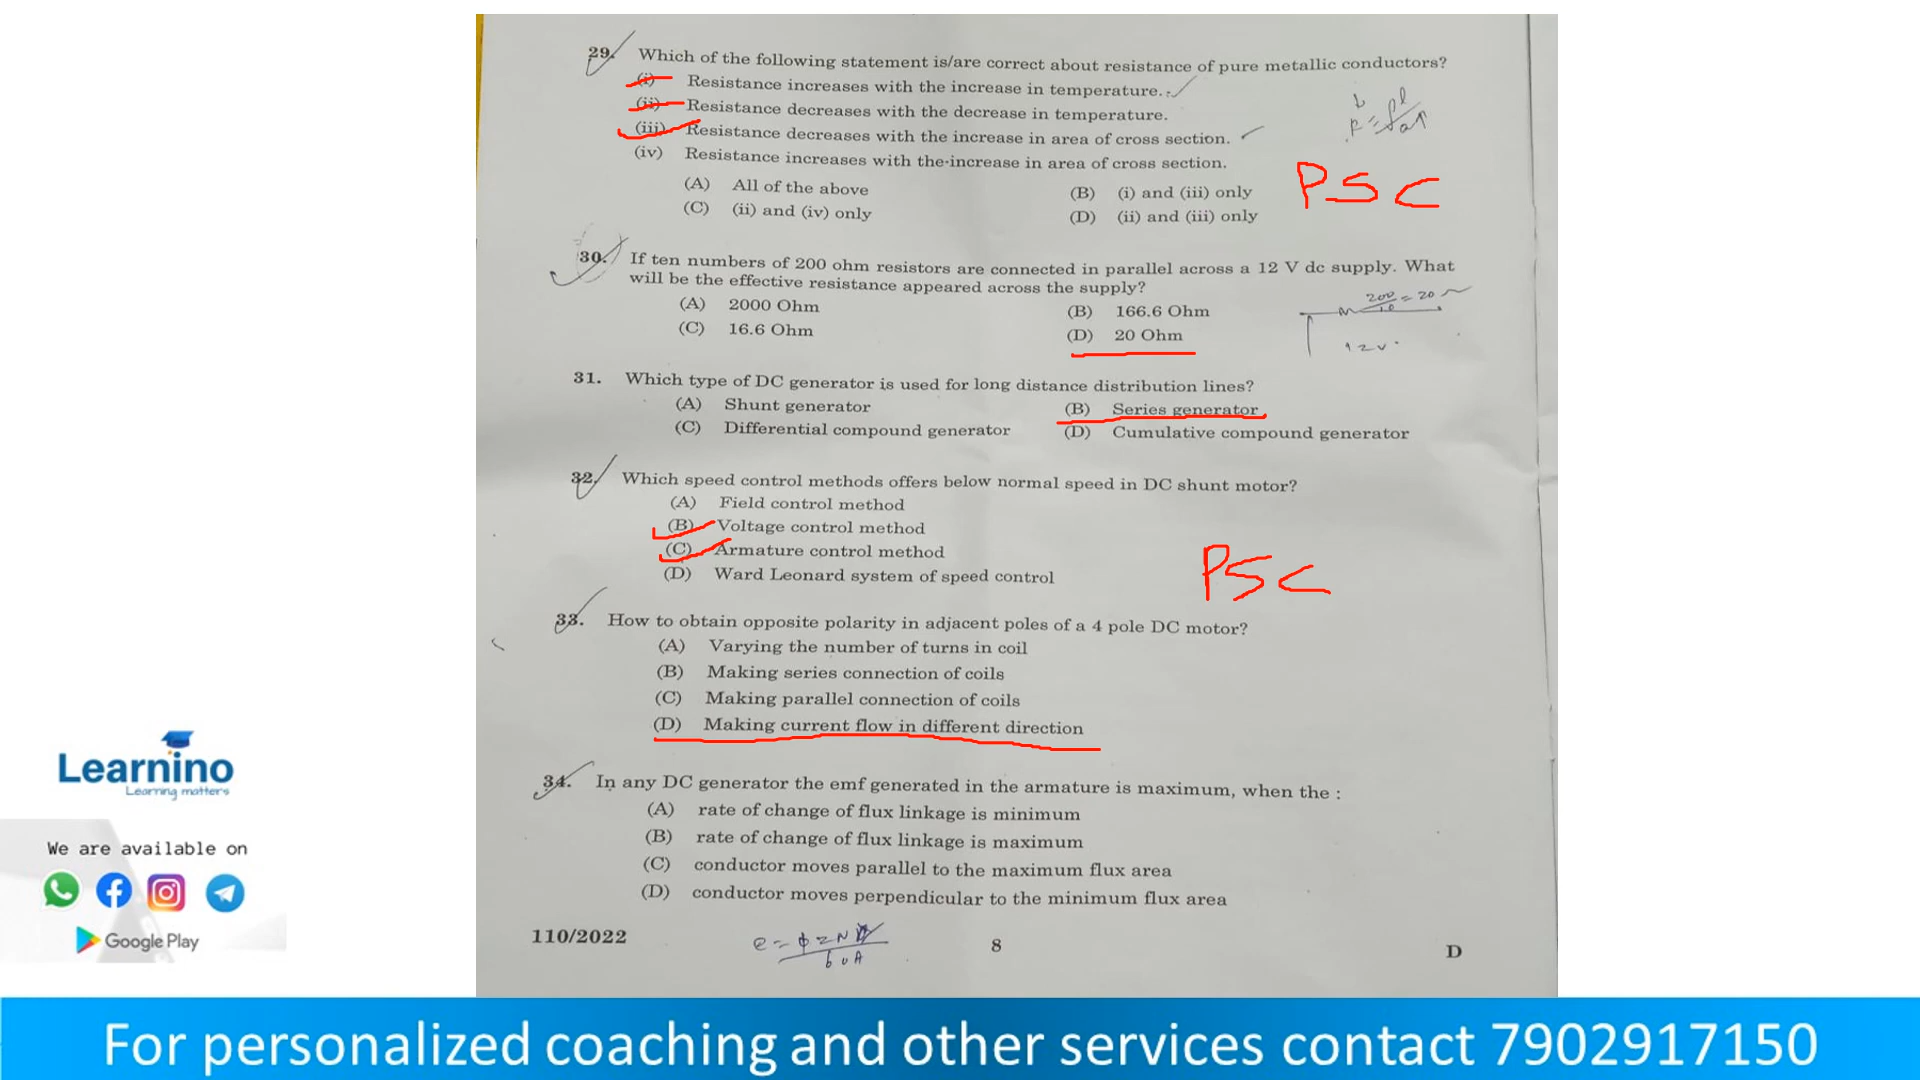 29. Which of the following statement is/are correct about resistance of pure metallic conductors?
(i) Resistance increases with the increase in temperature.
(ii) Resistance decreases with the decrease in temperature.
(iii) Resistance decreases with the increase in area of cross section.
(iv) Resistance increases with the increase in area of cross section.
(A) All of the above (B) (i) and (iii) only
(C) (ii) and (iv) only (D) (ii) and (iii) only
PSC
30. If ten numbers of 200 ohm resistors are connected in parallel across a 12 V dc supply. What
will be the effective resistance appeared across the supply?
(A) 2000 Ohm (B) 166.6 Ohm
(C) 16.6 Ohm (D) 20 Ohm
200/10 = 20
12V
31. Which type of DC generator is used for long distance distribution lines?
(A) Shunt generator (B) Series generator
(C) Differential compound generator (D) Cumulative compound generator
32. Which speed control methods offers below normal speed in DC shunt motor?
(A) Field control method
(B) Voltage control method
(C) Armature control method
(D) Ward Leonard system of speed control
PSC
33. How to obtain opposite polarity in adjacent poles of a 4 pole DC motor?
(A) Varying the number of turns in coil
(B) Making series connection of coils
(C) Making parallel connection of coils
(D) Making current flow in different direction
34. In any DC generator the emf generated in the armature is maximum, when the :
(A) rate of change of flux linkage is minimum
(B) rate of change of flux linkage is maximum
(C) conductor moves parallel to the maximum flux area
(D) conductor moves perpendicular to the minimum flux area
110/2022 8 D
Learnino
Learning matters
We are available on
Google Play
For personalized coaching and other services contact 7902917150